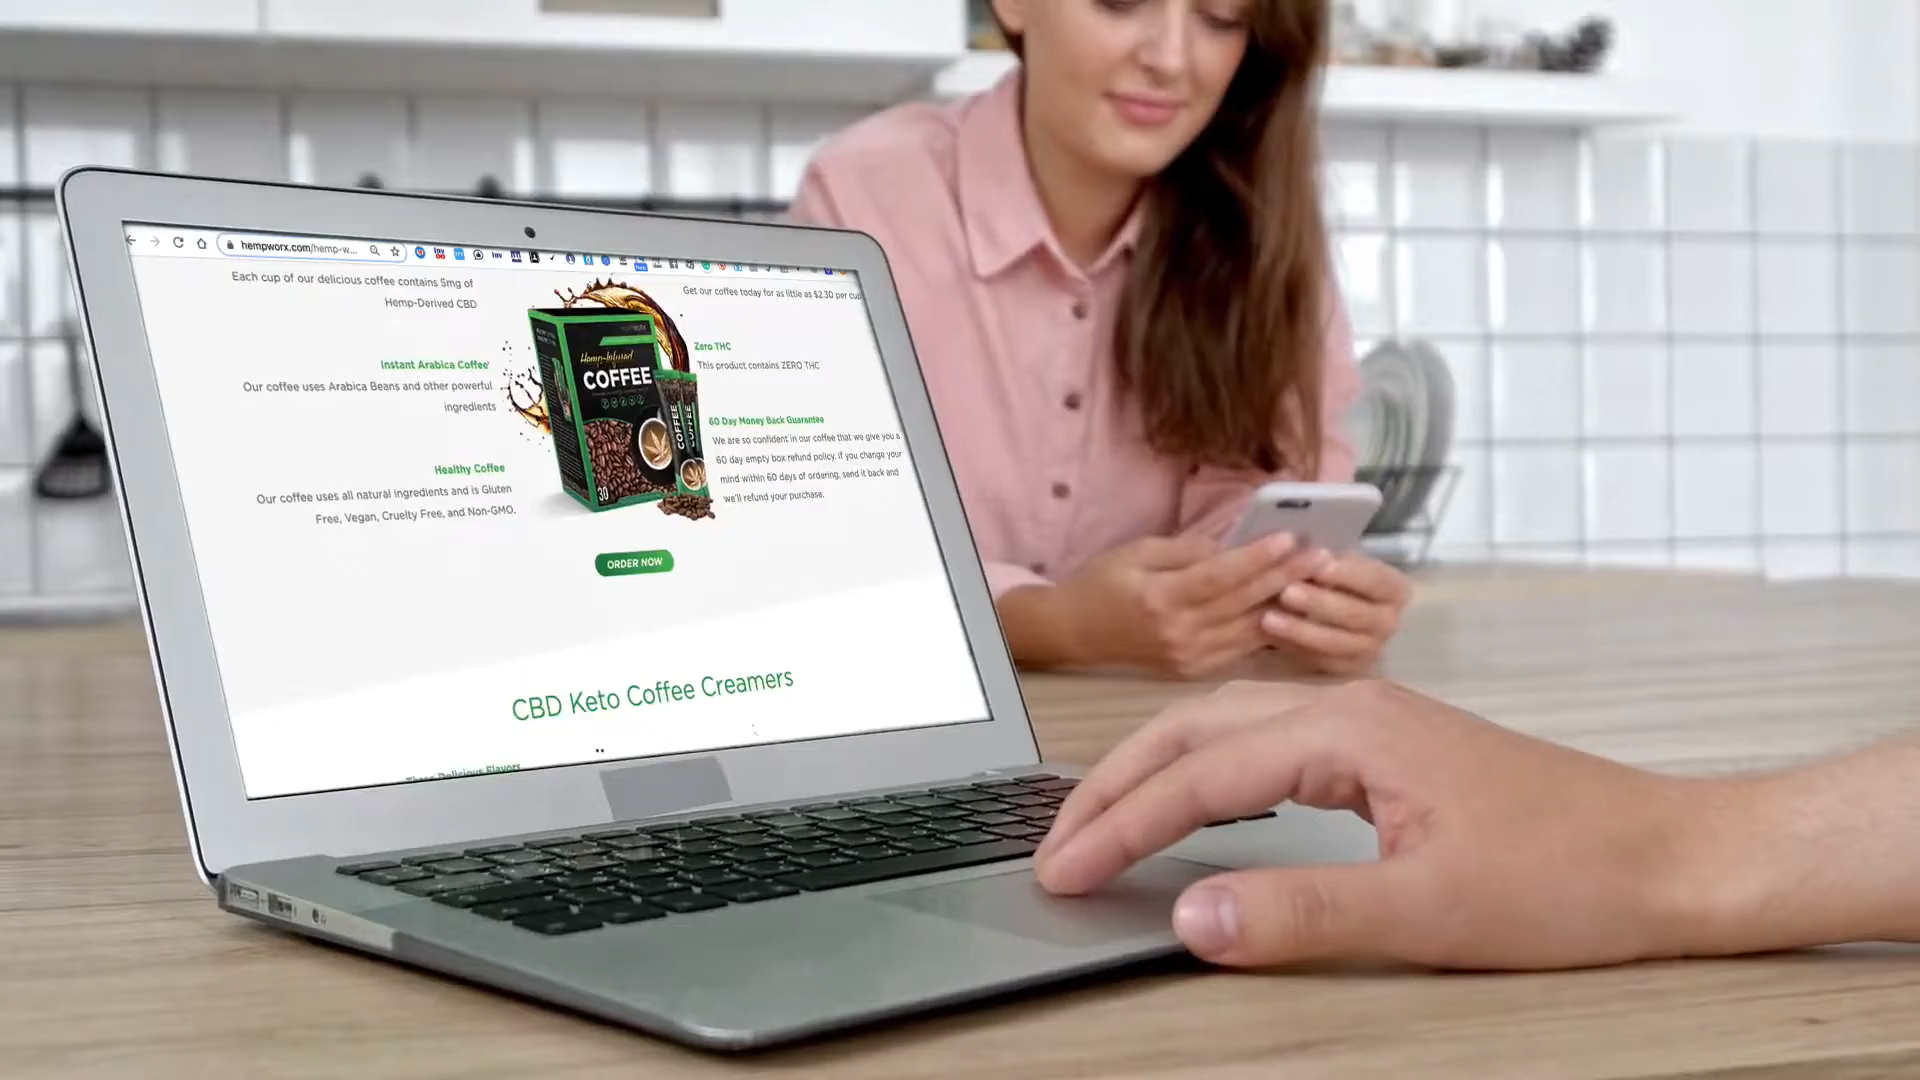 hempworx.com/hemp-w...
Each cup of our delicious coffee contains 5mg of
Hemp-Derived CBD
Instant Arabica Coffee
Our coffee uses Arabica Beans and other powerful
ingredients
Healthy Coffee
Our coffee uses all natural ingredients and is Gluten
Free, Vegan, Cruelty Free, and Non-GMO.
Hemp-Infused
COFFEE
30
COFFEE
COFFEE
Get our coffee today for as little as $2.30 per cup
Zero THC
This product contains ZERO THC
60 Day Money Back Guarantee
We are so confident in our coffee that we give you a
60 day empty box refund policy. If you change your
mind within 60 days of ordering, send it back and
we'll refund your purchase.
ORDER NOW
CBD Keto Coffee Creamers
Three Delicious Flavors